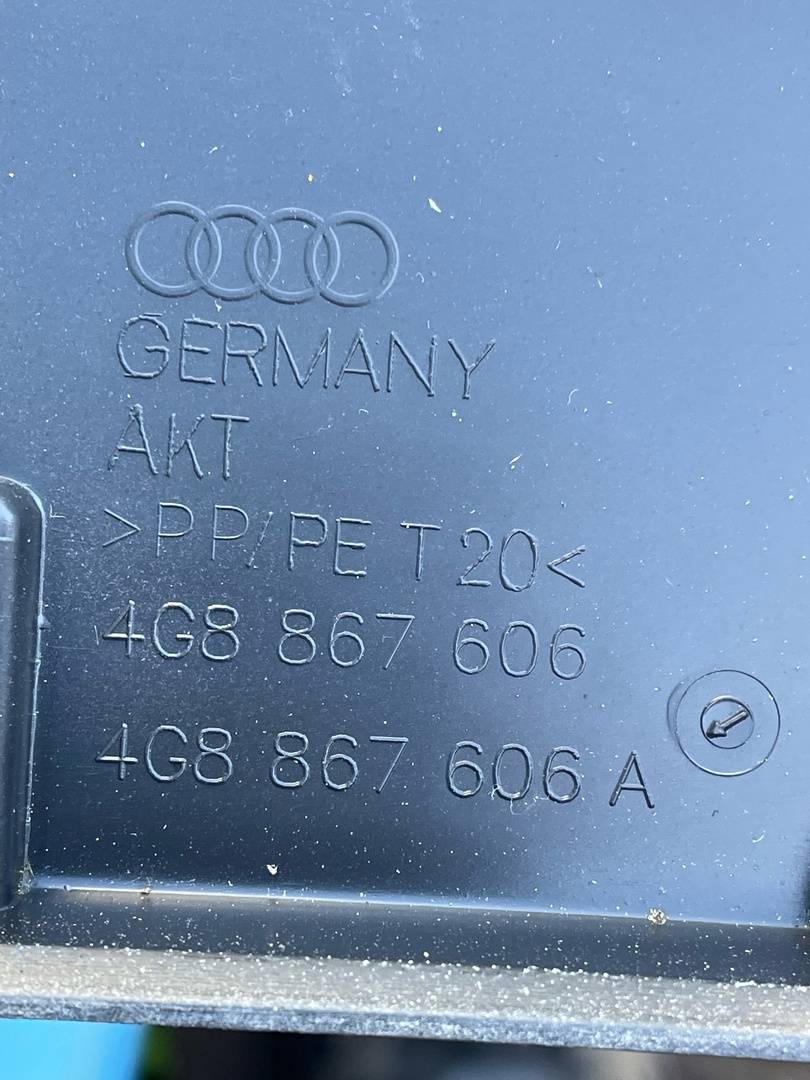 GERMANY
AKT
>PP/PE T20<
4G8 867 606
4G8 867 606 A